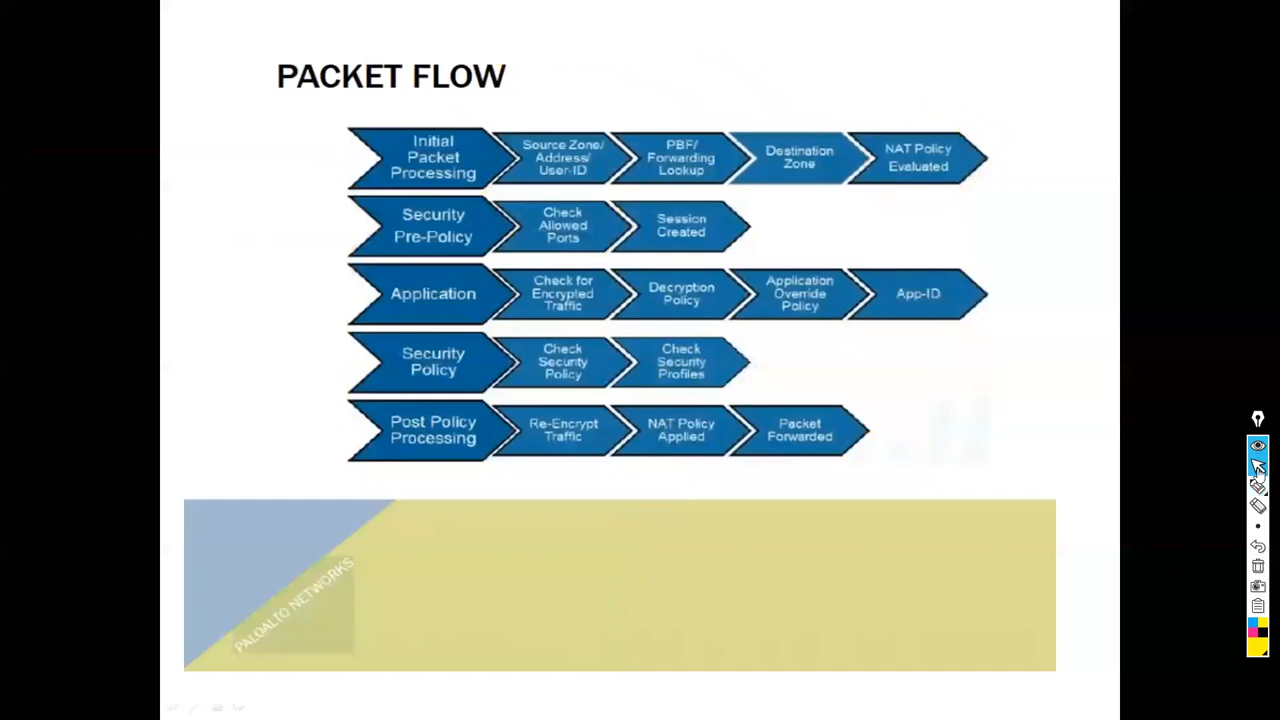 PACKET FLOW
Initial
Packet
Processing
Source Zone/
Address/
User-ID
PBF/
Forwarding
Lookup
Destination
Zone
NAT Policy
Evaluated
Security
Pre-Policy
Check
Allowed
Ports
Session
Created
Application
Check for
Encrypted
Traffic
Decryption
Policy
Application
Override
Policy
App-ID
Security
Policy
Check
Security
Policy
Check
Security
Profiles
Post Policy
Processing
Re-Encrypt
Traffic
NAT Policy
Applied
Packet
Forwarded
PALOALTO NETWORKS